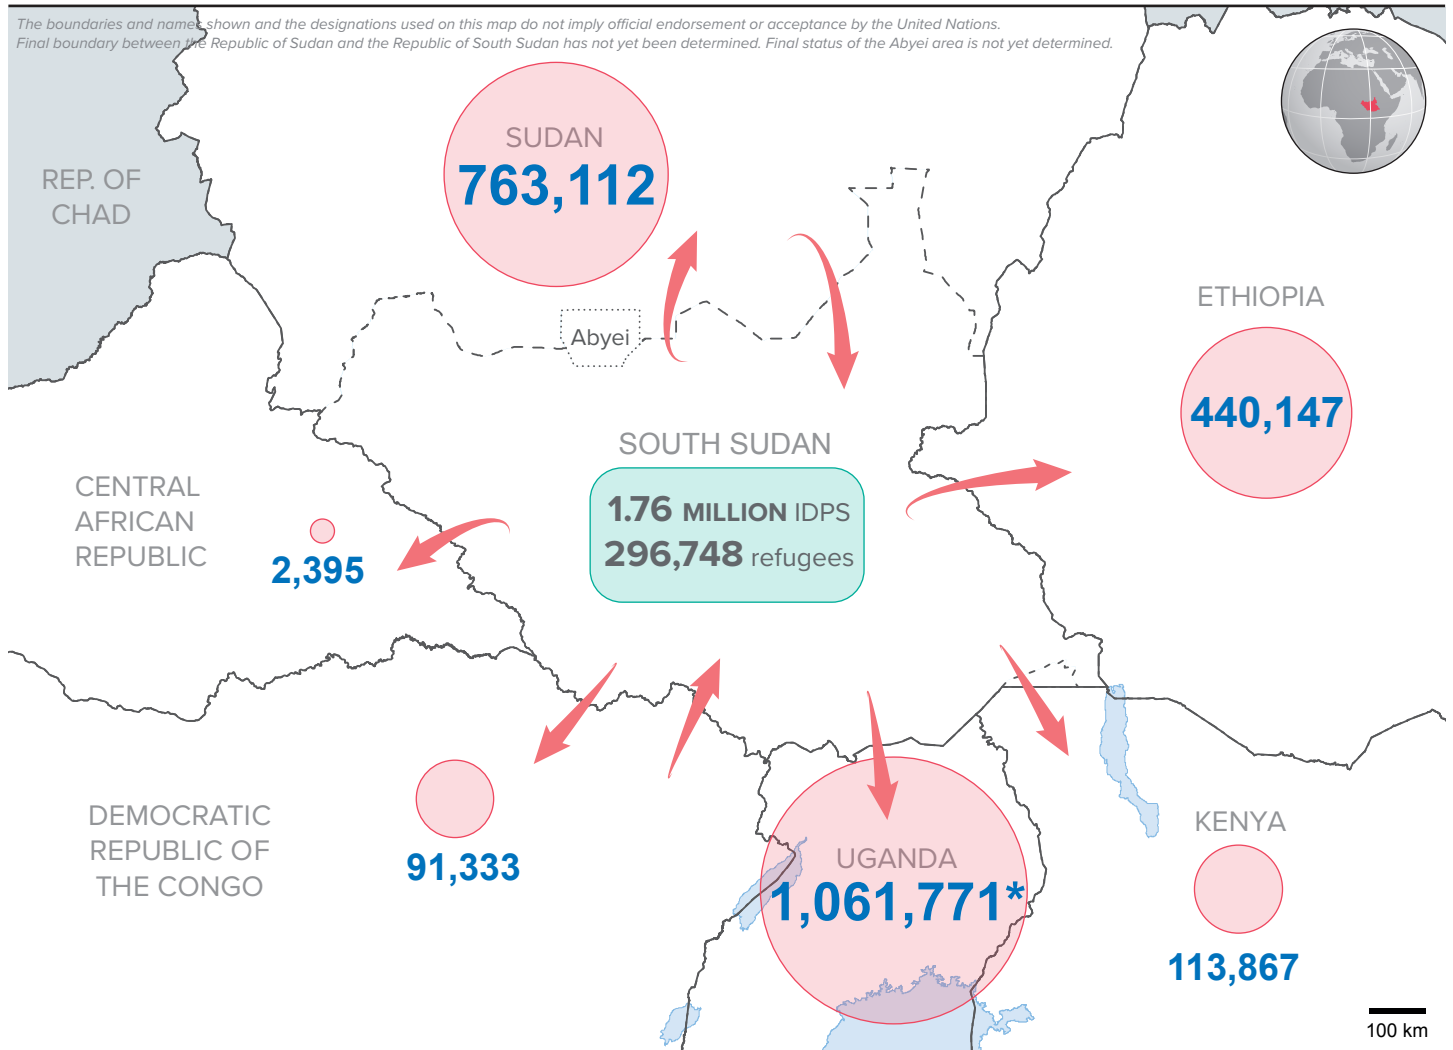 The boundaries and names shown and the designations used on this map do not imply official endorsement or acceptance by the United Nations.
Final boundary between the Republic of Sudan and the Republic of South Sudan has not yet been determined. Final status of the Abyei area is not yet determined.
SUDAN
763,112
REP. OF
CHAD
ETHIOPIA
440,147
Abyei
SOUTH SUDAN
1.76 MILLION IDPS
296,748 refugees
CENTRAL
AFRICAN
REPUBLIC
2,395
DEMOCRATIC
REPUBLIC OF
THE CONGO
91,333
UGANDA
1,061,771*
KENYA
113,867
100 km